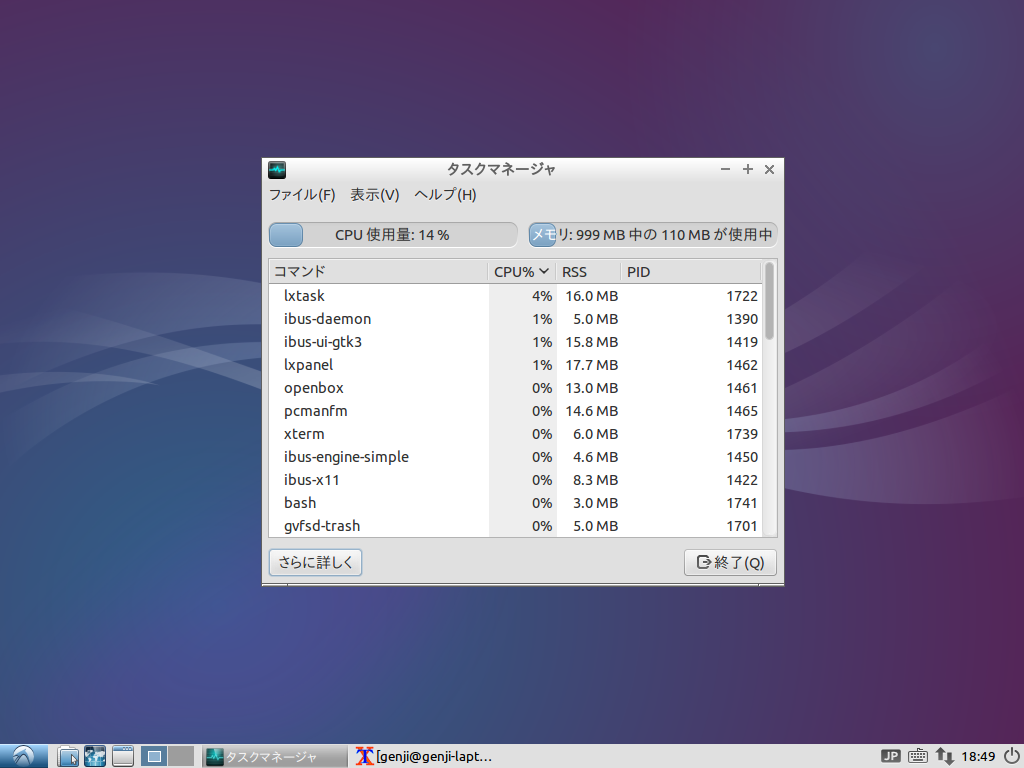 タスクマネージャ
ファイル(F) 表示(V) ヘルプ(H)
CPU 使用量: 14 % メモリ: 999 MB 中の 110 MB が使用中
コマンド CPU% RSS PID
lxtask 4% 16.0 MB 1722
ibus-daemon 1% 5.0 MB 1390
ibus-ui-gtk3 1% 15.8 MB 1419
lxpanel 1% 17.7 MB 1462
openbox 0% 13.0 MB 1461
pcmanfm 0% 14.6 MB 1465
xterm 0% 6.0 MB 1739
ibus-engine-simple 0% 4.6 MB 1450
ibus-x11 0% 8.3 MB 1422
bash 0% 3.0 MB 1741
gvfsd-trash 0% 5.0 MB 1701
さらに詳しく 終了(Q)
タスクマネージャ [genji@genji-lapt... JP 18:49